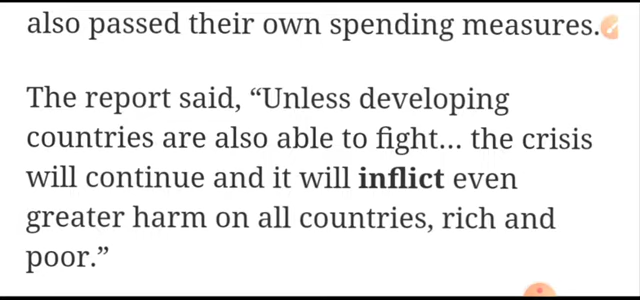 also passed their own spending measures.
The report said, “Unless developing
countries are also able to fight… the crisis
will continue and it will inflict even
greater harm on all countries, rich and
poor.”